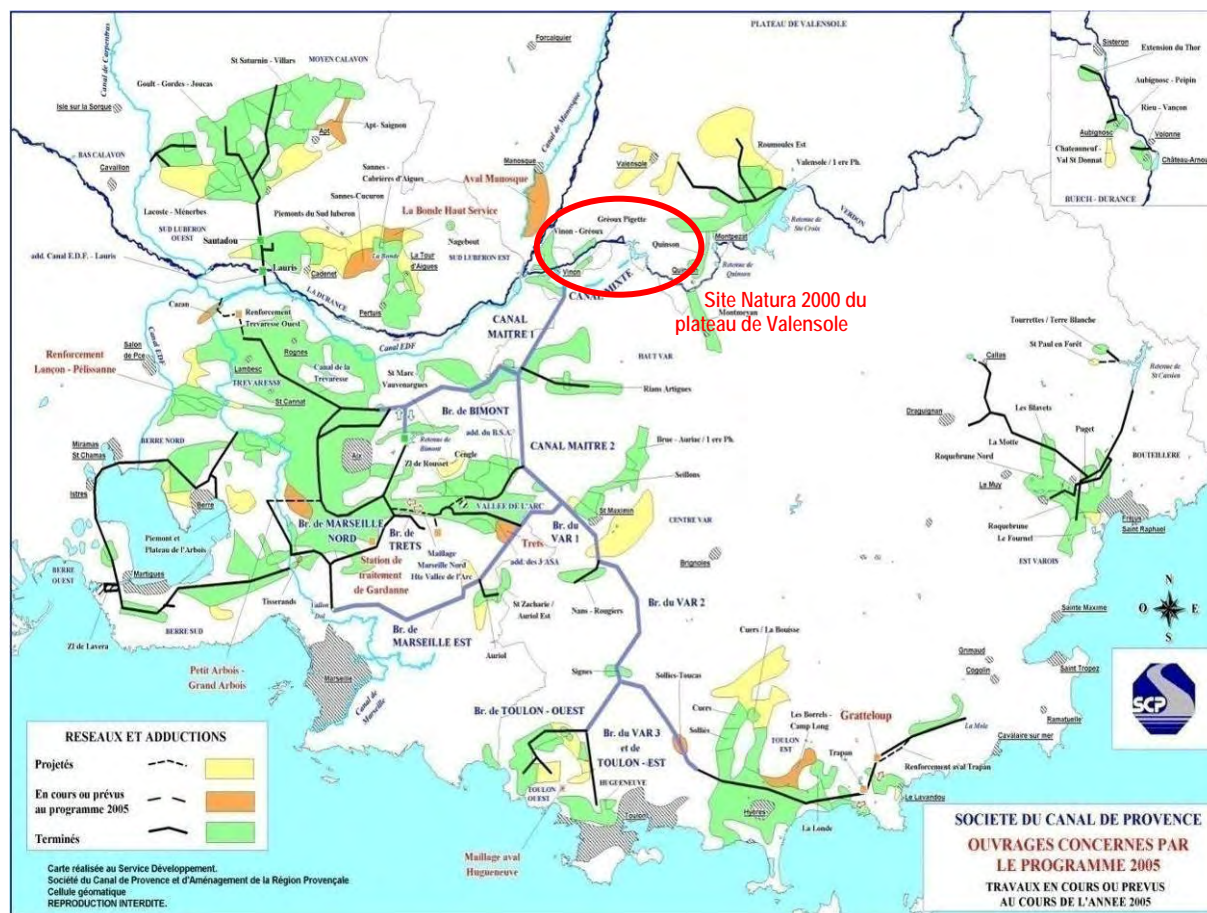 PLATEAU DE VALENSOLE
Forcalquier
Canal de Carpentras
St Saturnin - Villars
MOYEN CALAVON
Goult - Gordes - Joucas
Isle sur la Sorgue
Apt
Apt- Saignon
BAS CALAVON
Cavaillon
Canal de Manosque
Manosque
Aval Manosque
Sannes -
Cabrières d'Aigues
Sannes-Cucuron
Lacoste - Ménerbes
Piemonts du Sud luberon
La Bonde Haut Service
SUD LUBERON
OUEST
Sautadou
Nagebout
SUD LUBERON EST
La Bonde
La Tour
d'Aigues
add. Canal E.D.F. - Lauris
Lauris
Cadenet
LA DURANCE
Pertuis
Valensole
Roumoules Est
Valensole / 1 ere Ph.
VERDON
Retenue de
Ste Croix
Gréoux Pigette
Vinon - Gréoux
Vinon
Quinson
Montpezat
Quinson
Retenue de
Quinson
Montmeyan
CANAL MIXTE
Site Natura 2000 du
plateau de Valensole
Sisteron
Extension du Thor
Aubignosc - Peipin
Rieu - Vançon
Aubignosc
Volonne
Chateauneuf -
Val St Donnat
Château-Arnoux
BUECH - DURANCE
Cazan
Renforcement
Trevaresse Ouest
Canal EDF
Canal EDF
Renforcement
Lançon - Pélissanne
Salon
de Pce
Rognes
Lambesc
TREVARESSE
Canal de la
Trevaresse
St Cannat
St Marc -
Vauvenargues
CANAL
MAITRE 1
HAUT VAR
Rians Artigues
Br. de BIMONT
add. du B.S.A.
Retenue de
Bimont
CANAL MAITRE 2
Brue - Auriac / 1 ere Ph.
Miramas
St Chamas
BERRE NORD
Istres
Berre
Aix
ZI de Rousset
Cengle
Seillons
VALLEE DE L'ARC
St Maximin
CENTRE VAR
Br. de MARSEILLE
NORD
Br. de
TRETS
Trets
add. des 3 ASA
Br. du
VAR 1
Brignoles
Piemont et
Plateau de l'Arbois
Station de
traitement
de Gardanne
Maillage
Marseille Nord
Hte Vallée de l'Arc
BERRE
OUEST
Martigues
Tisserands
Vallon
Dol
St Zacharie /
Auriol Est
Nans - Rougiers
Br. du VAR 2
ZI de Lavera
BERRE SUD
Br. de
MARSEILLE EST
Auriol
Petit Arbois -
Grand Arbois
Marseille
Canal de
Marseille
Signes
Cuers / La Bouisse
Sollies-Toucas
Br. de TOULON - OUEST
Cuers
Solliès
Les Borrels -
Camp Long
TOULON
EST
Gratteloup
Trapan
La Mole
Renforcement aval Trapan
Br. du VAR 3
et de
TOULON - EST
HUGUENEUVE
TOULON
OUEST
Toulon
Hyères
La Londe
Le Lavandou
Maillage aval
Hugueneuve
Tourrettes / Terre Blanche
St Paul en Forêt
Callas
Retenue de
St Cassien
Draguignan
Les Blavets
La Motte
Puget
BOUTEILLERE
Roquebrune Nord
Le Muy
Fréjus
Saint Raphael
Roquebrune
Le Fournel
EST VAROIS
Sainte Maxime
Grimaud
Cogolin
Saint Tropez
Ramatuelle
Cavalaire sur mer
N
O
E
S
SCP
RESEAUX ET ADDUCTIONS
Projetés
En cours ou prévus
au programme 2005
Terminés
Carte réalisée au Service Développement.
Société du Canal de Provence et d'Aménagement de la Région Provençale
Cellule géomatique
REPRODUCTION INTERDITE.
SOCIETE DU CANAL DE PROVENCE
OUVRAGES CONCERNES PAR
LE PROGRAMME 2005
TRAVAUX EN COURS OU PREVUS
AU COURS DE L'ANNEE 2005